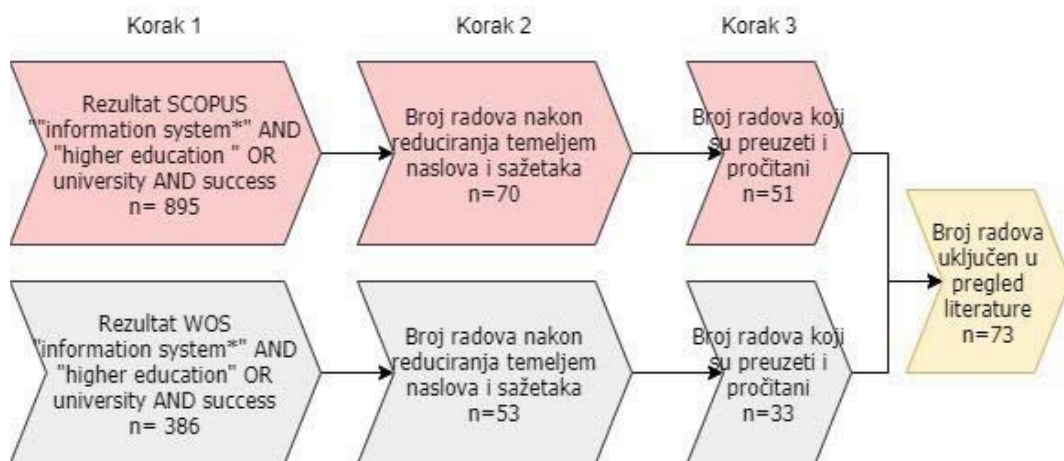 Korak 1
Korak 2
Korak 3
Rezultat SCOPUS
""information system*" AND
"higher education " OR
university AND success
n= 895
Broj radova nakon
reduciranja temeljem
naslova i sažetaka
n=70
Broj radova koji
su preuzeti i
pročitani
n=51
Rezultat WOS
"information system*" AND
"higher education" OR
university AND success
n= 386
Broj radova nakon
reduciranja temeljem
naslova i sažetaka
n=53
Broj radova koji
su preuzeti i
pročitani
n=33
Broj radova
uključen u
pregled
literature
n=73